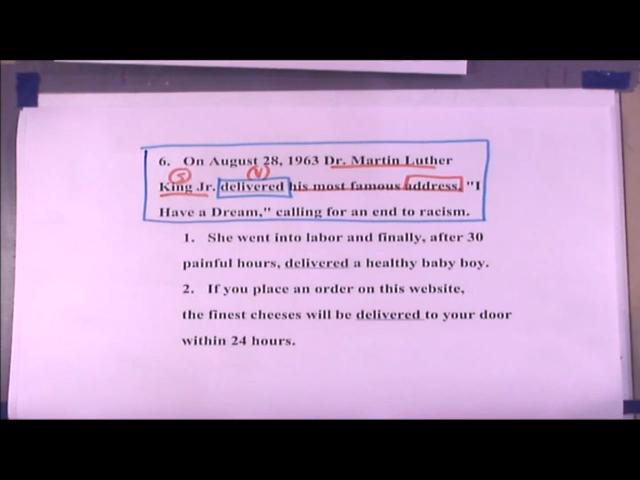 6. On August 28, 1963 Dr. Martin Luther
S V
King Jr. delivered his most famous address, "I
Have a Dream," calling for an end to racism.
1. She went into labor and finally, after 30
painful hours, delivered a healthy baby boy.
2. If you place an order on this website,
the finest cheeses will be delivered to your door
within 24 hours.